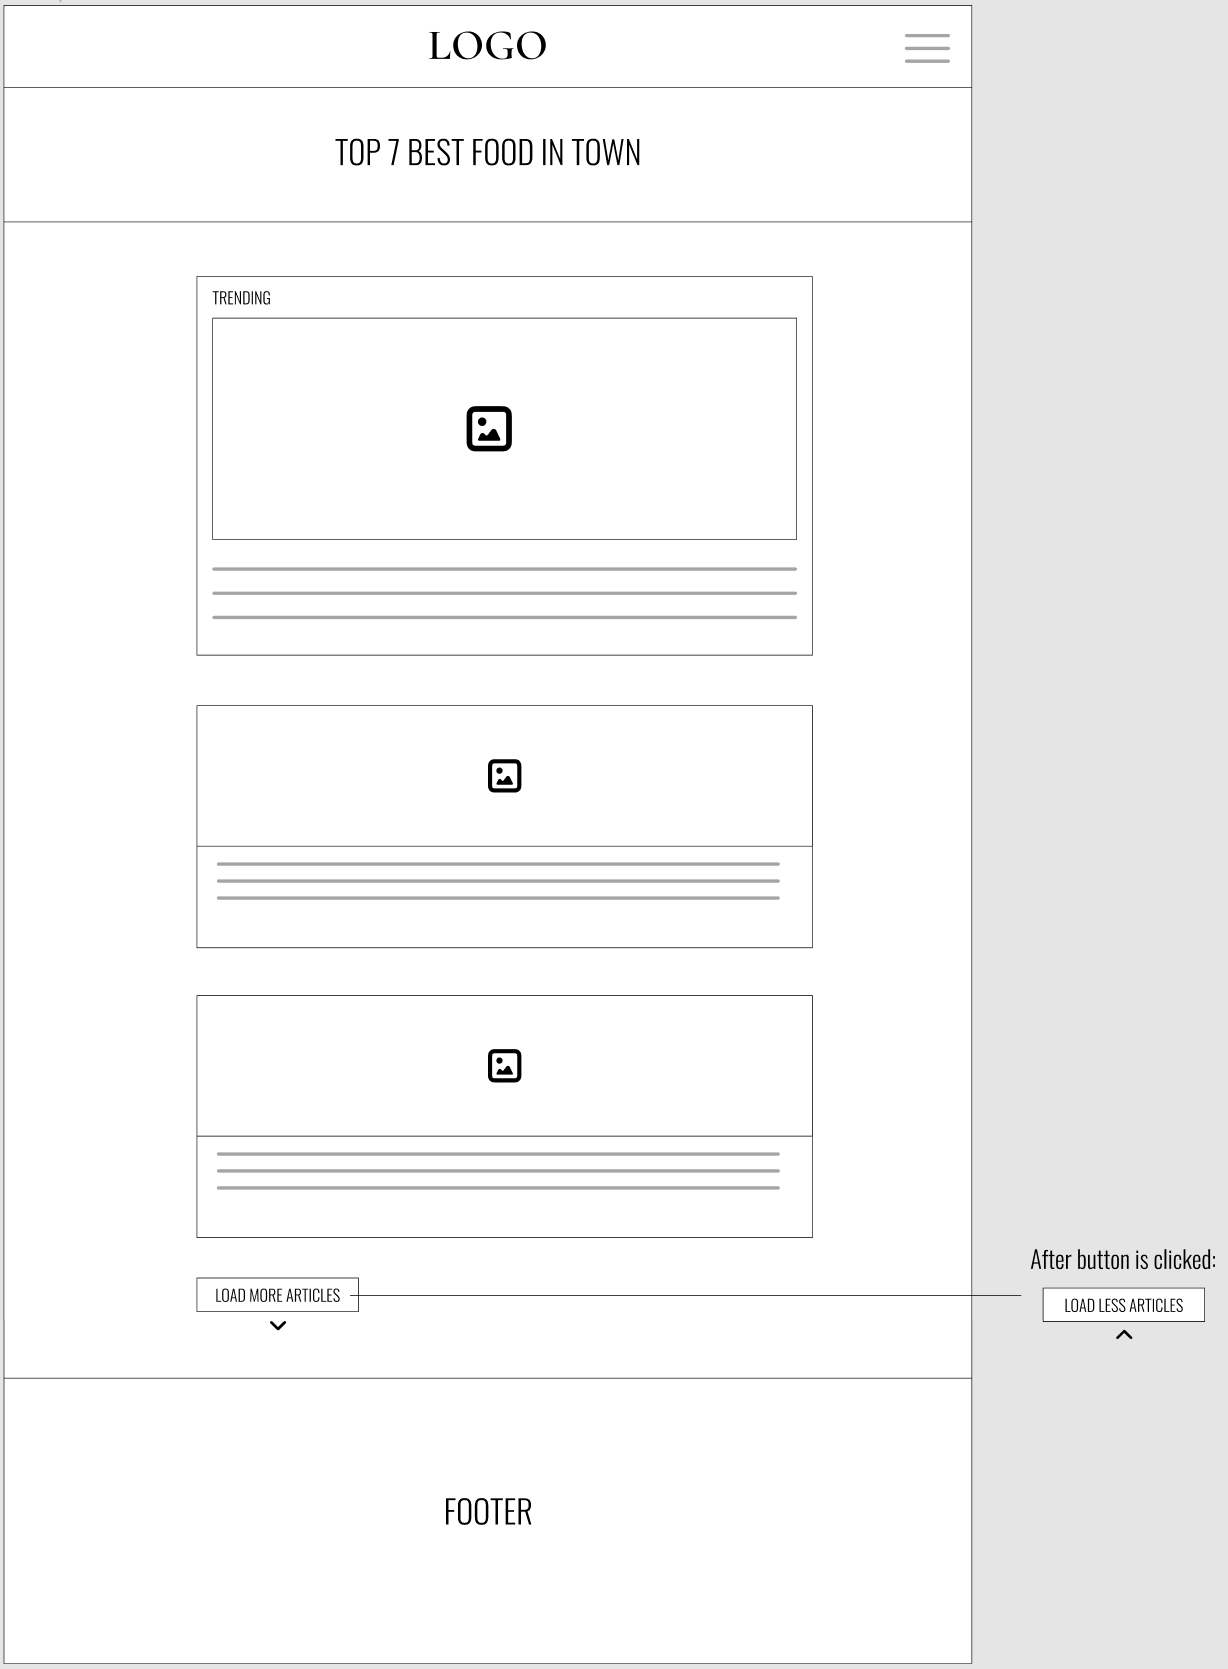 LOGO
TOP 7 BEST FOOD IN TOWN
TRENDING
LOAD MORE ARTICLES
After button is clicked:
LOAD LESS ARTICLES
FOOTER